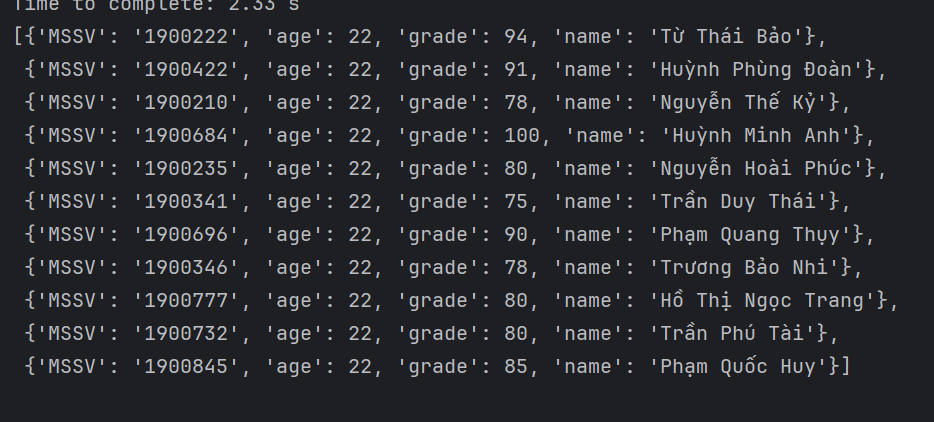 Time to complete: 2.33 s
[{'MSSV': '1900222', 'age': 22, 'grade': 94, 'name': 'Từ Thái Bảo'},
{'MSSV': '1900422', 'age': 22, 'grade': 91, 'name': 'Huỳnh Phùng Đoàn'},
{'MSSV': '1900210', 'age': 22, 'grade': 78, 'name': 'Nguyễn Thế Kỷ'},
{'MSSV': '1900684', 'age': 22, 'grade': 100, 'name': 'Huỳnh Minh Anh'},
{'MSSV': '1900235', 'age': 22, 'grade': 80, 'name': 'Nguyễn Hoài Phúc'},
{'MSSV': '1900341', 'age': 22, 'grade': 75, 'name': 'Trần Duy Thái'},
{'MSSV': '1900696', 'age': 22, 'grade': 90, 'name': 'Phạm Quang Thụy'},
{'MSSV': '1900346', 'age': 22, 'grade': 78, 'name': 'Trương Bảo Nhi'},
{'MSSV': '1900777', 'age': 22, 'grade': 80, 'name': 'Hồ Thị Ngọc Trang'},
{'MSSV': '1900732', 'age': 22, 'grade': 80, 'name': 'Trần Phú Tài'},
{'MSSV': '1900845', 'age': 22, 'grade': 85, 'name': 'Phạm Quốc Huy'}]